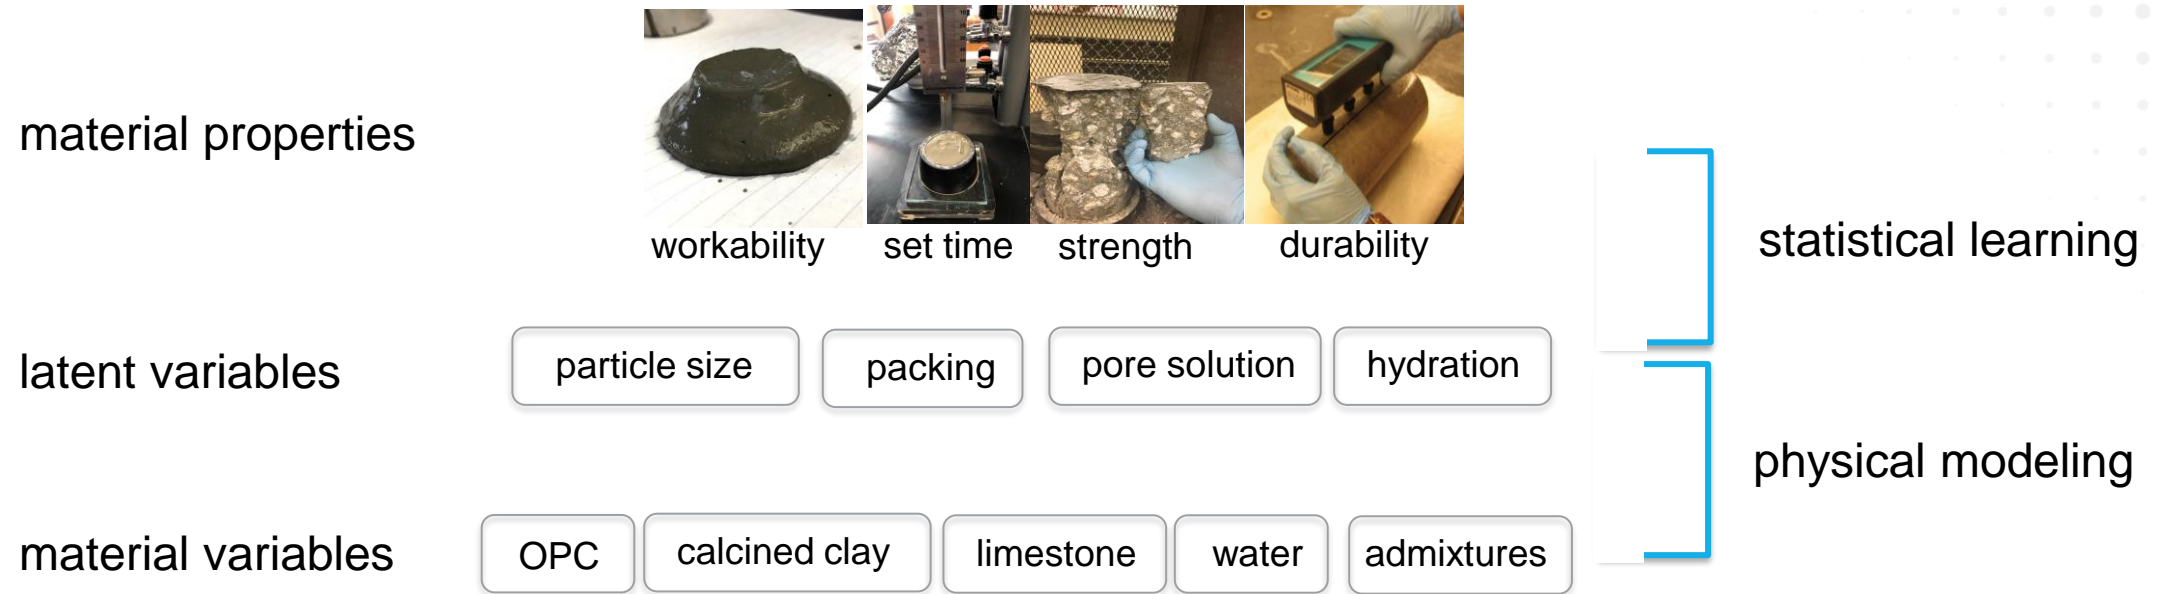 material properties
workability
set time
strength
durability
statistical learning
latent variables
particle size
packing
pore solution
hydration
physical modeling
material variables
OPC
calcined clay
limestone
water
admixtures